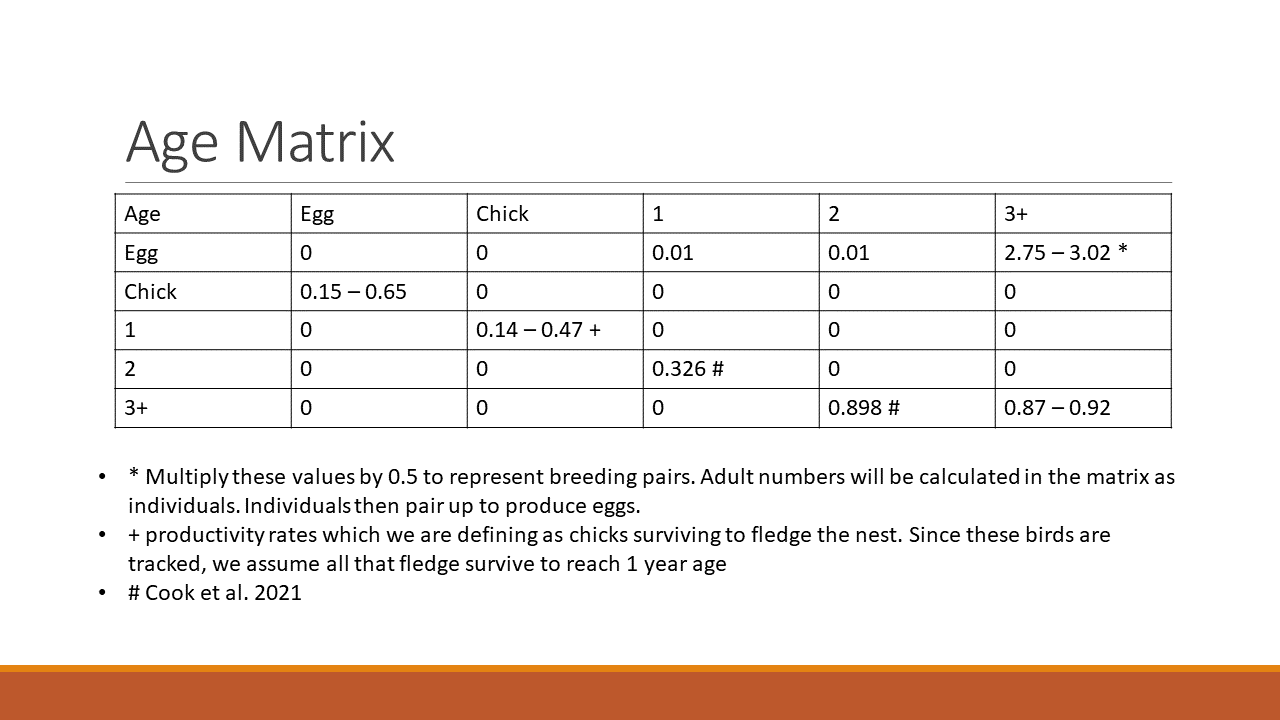 Age Matrix
Age Egg Chick 1 2 3+
Egg 0 0 0.01 0.01 2.75 – 3.02 *
Chick 0.15 – 0.65 0 0 0 0
1 0 0.14 – 0.47 + 0 0 0
2 0 0 0.326 # 0 0
3+ 0 0 0 0.898 # 0.87 – 0.92
• * Multiply these values by 0.5 to represent breeding pairs. Adult numbers will be calculated in the matrix as
individuals. Individuals then pair up to produce eggs.
• + productivity rates which we are defining as chicks surviving to fledge the nest. Since these birds are
tracked, we assume all that fledge survive to reach 1 year age
• # Cook et al. 2021